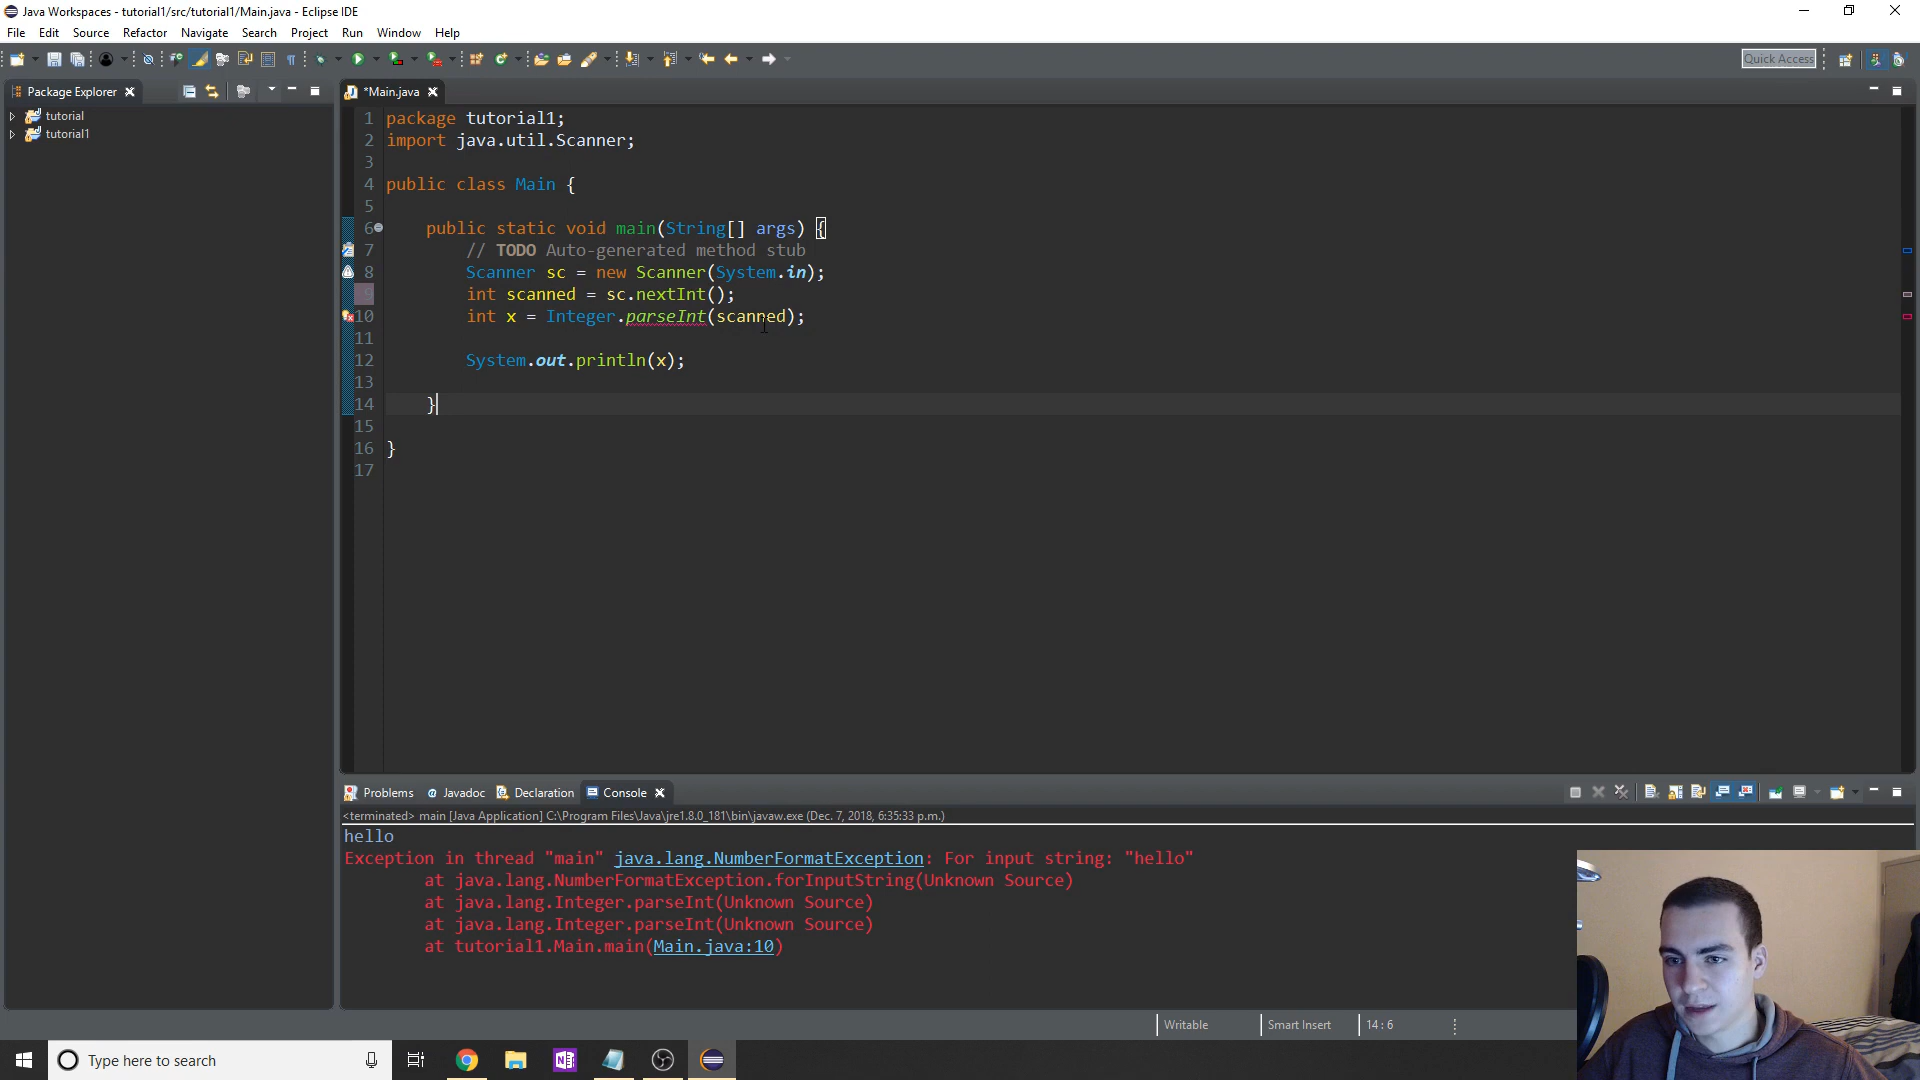 Java Workspaces - tutorial1/src/tutorial1/Main.java - Eclipse IDE
File Edit Source Refactor Navigate Search Project Run Window Help
Quick Access
Package Explorer
*Main.java
tutorial
tutorial1
1 package tutorial1;
2 import java.util.Scanner;
3
4 public class Main {
5
6 public static void main(String[] args) {
7 // TODO Auto-generated method stub
8 Scanner sc = new Scanner(System.in);
9 int scanned = sc.nextInt();
10 int x = Integer.parseInt(scanned);
11
12 System.out.println(x);
13
14 }
15
16 }
17
Problems Javadoc Declaration Console
<terminated> main [Java Application] C:\Program Files\Java\jre1.8.0_181\bin\javaw.exe (Dec. 7, 2018, 6:35:33 p.m.)
hello
Exception in thread "main" java.lang.NumberFormatException: For input string: "hello"
at java.lang.NumberFormatException.forInputString(Unknown Source)
at java.lang.Integer.parseInt(Unknown Source)
at java.lang.Integer.parseInt(Unknown Source)
at tutorial1.Main.main(Main.java:10)
Writable Smart Insert 14 : 6
Type here to search